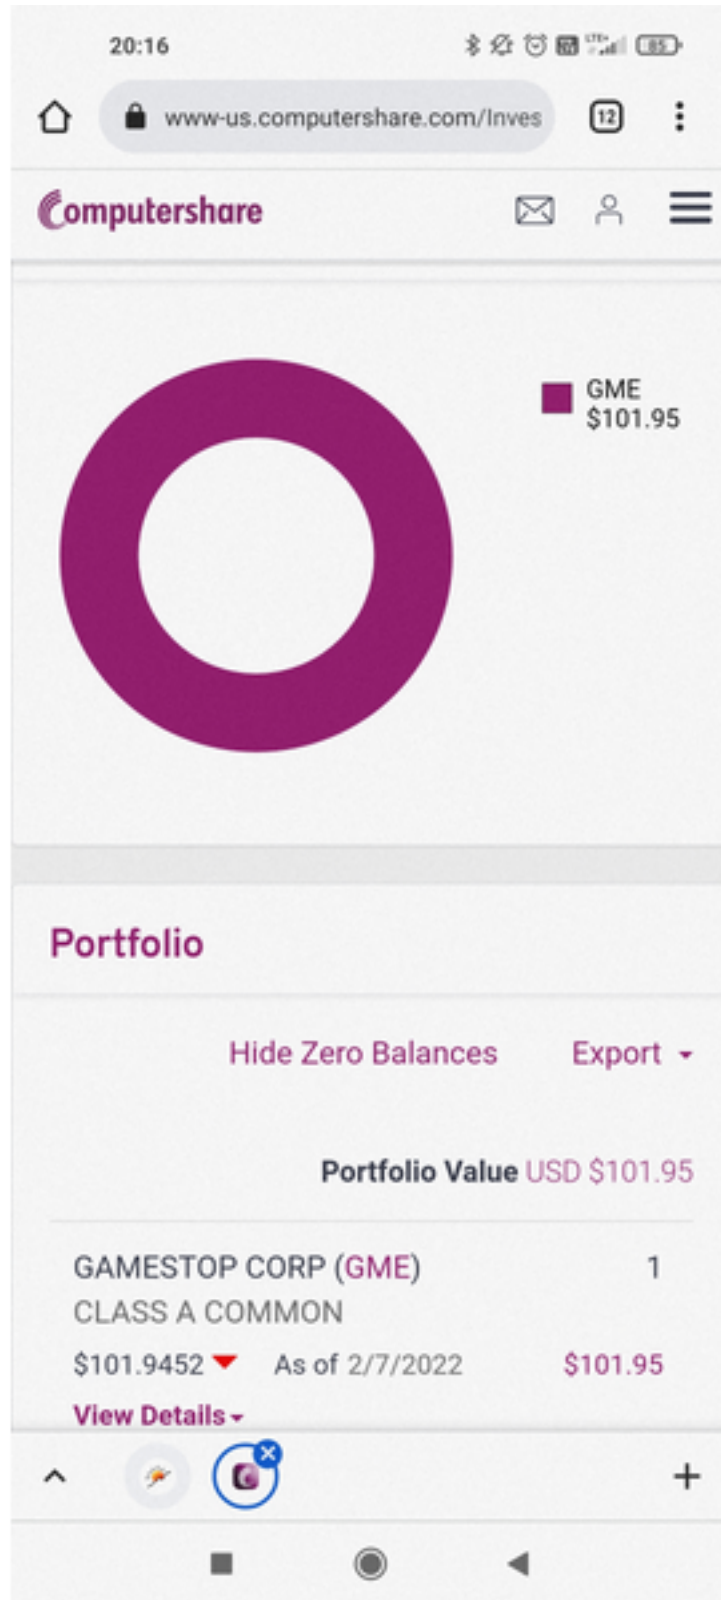 20:16
LTE+
85
www-us.computershare.com/Inves
12
Computershare
GME
$101.95
Portfolio
Hide Zero Balances Export
Portfolio Value USD $101.95
GAMESTOP CORP (GME) 1
CLASS A COMMON
$101.9452 As of 2/7/2022 $101.95
View Details